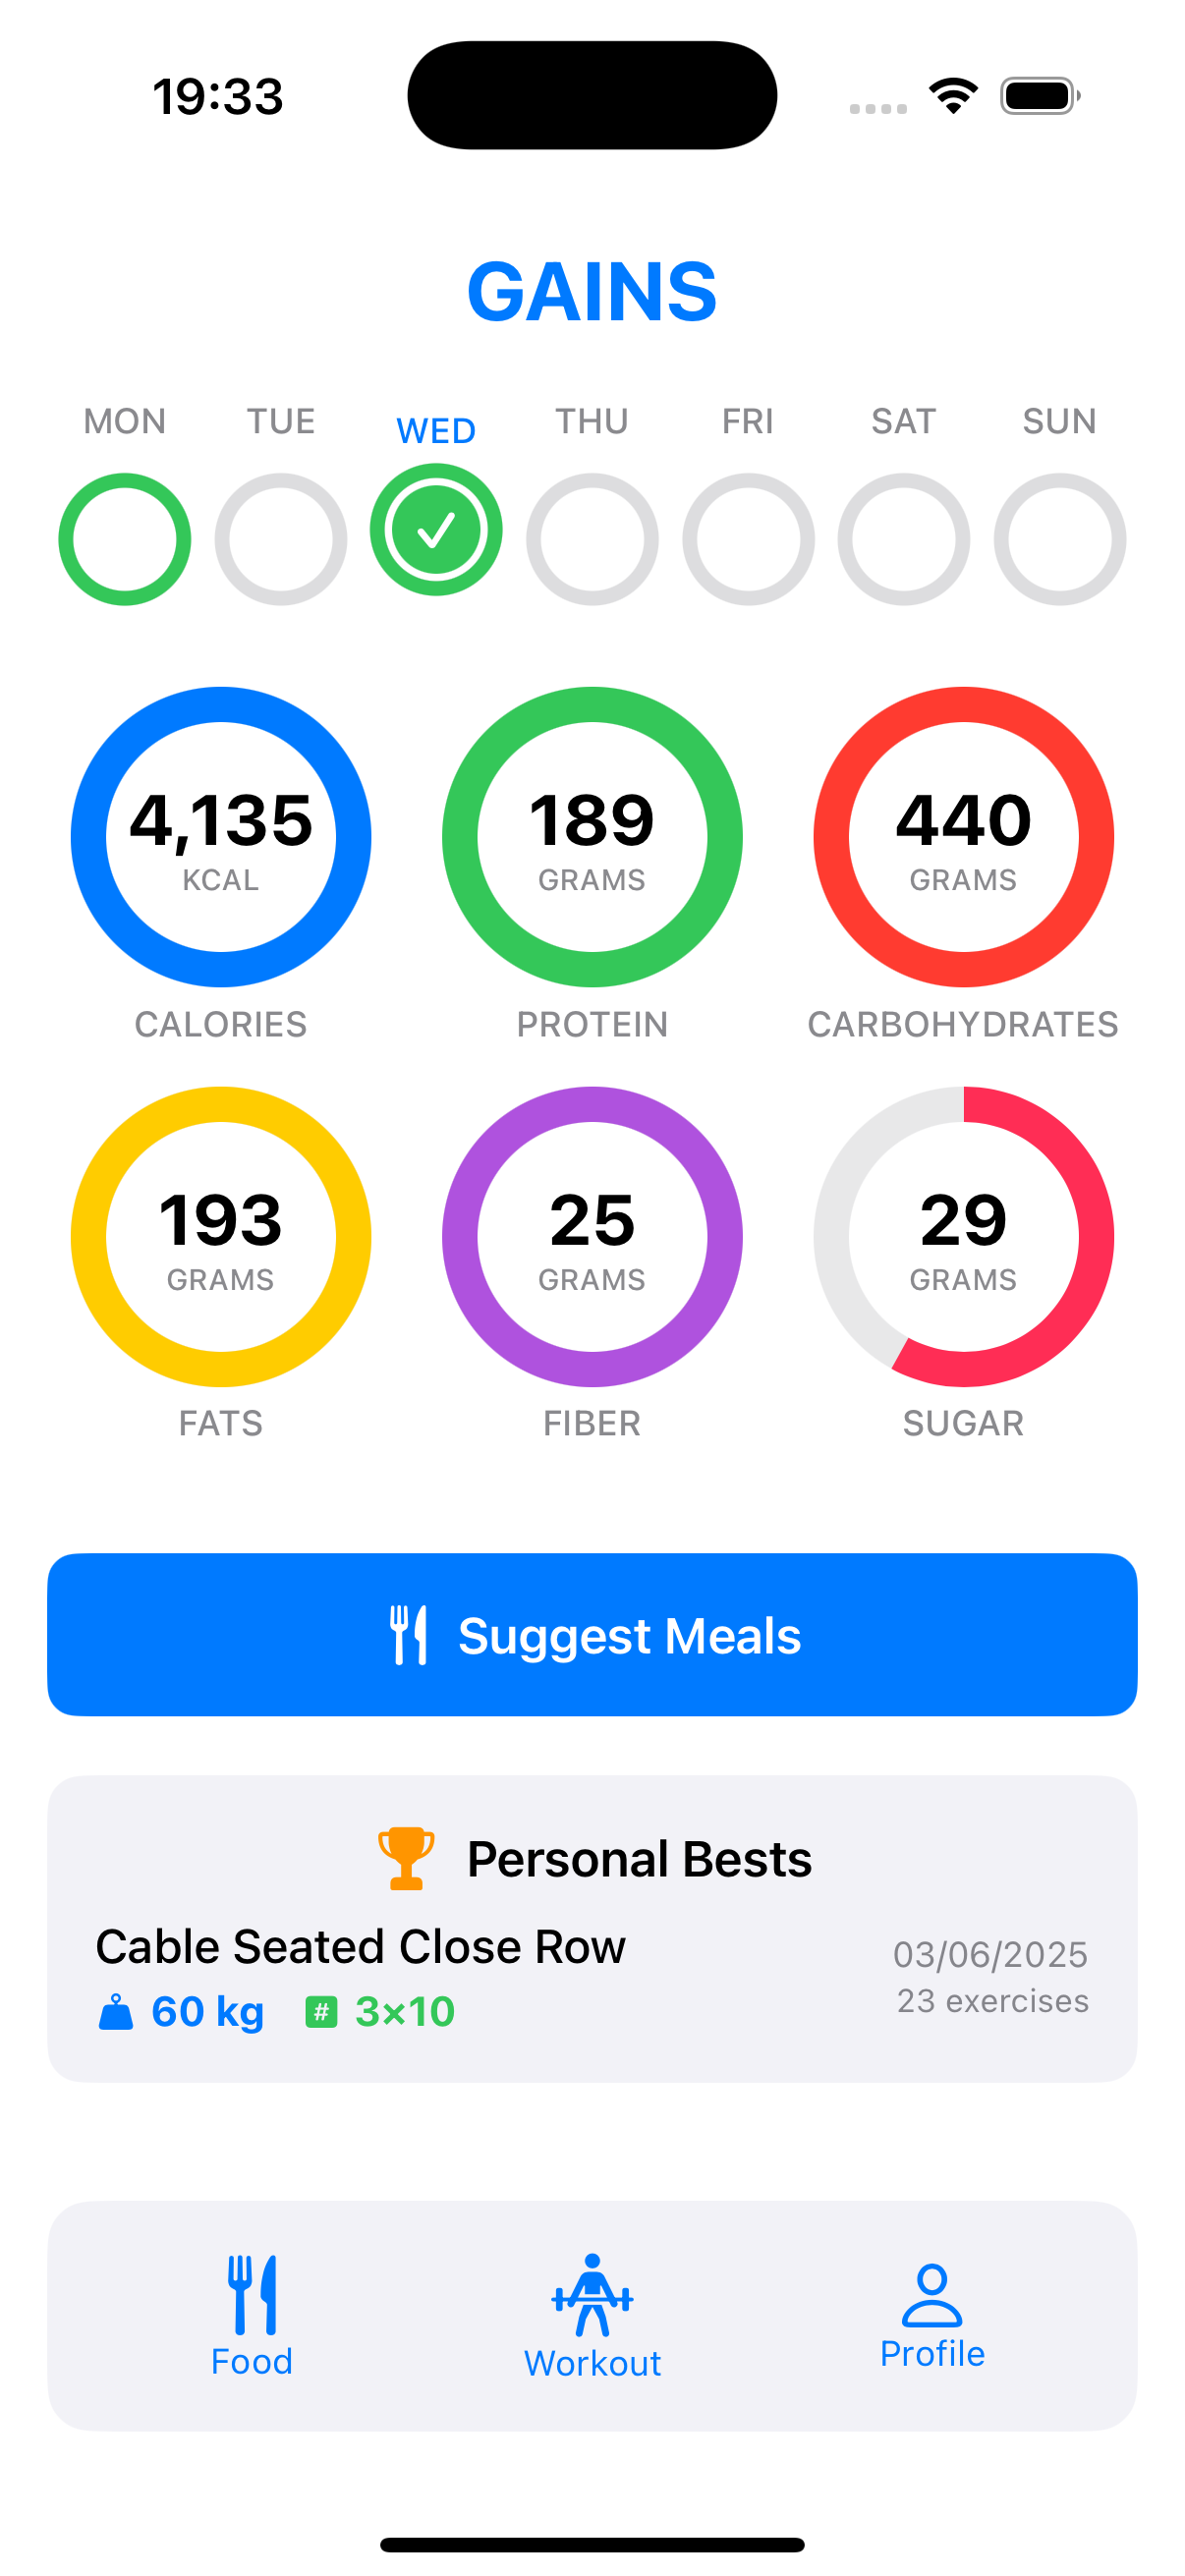 19:33
GAINS
MON TUE WED THU FRI SAT SUN
4,135 189 440
KCAL GRAMS GRAMS
CALORIES PROTEIN CARBOHYDRATES
193 25 29
GRAMS GRAMS GRAMS
FATS FIBER SUGAR
Suggest Meals
Personal Bests
Cable Seated Close Row 03/06/2025
60 kg # 3×10 23 exercises
Food Workout Profile